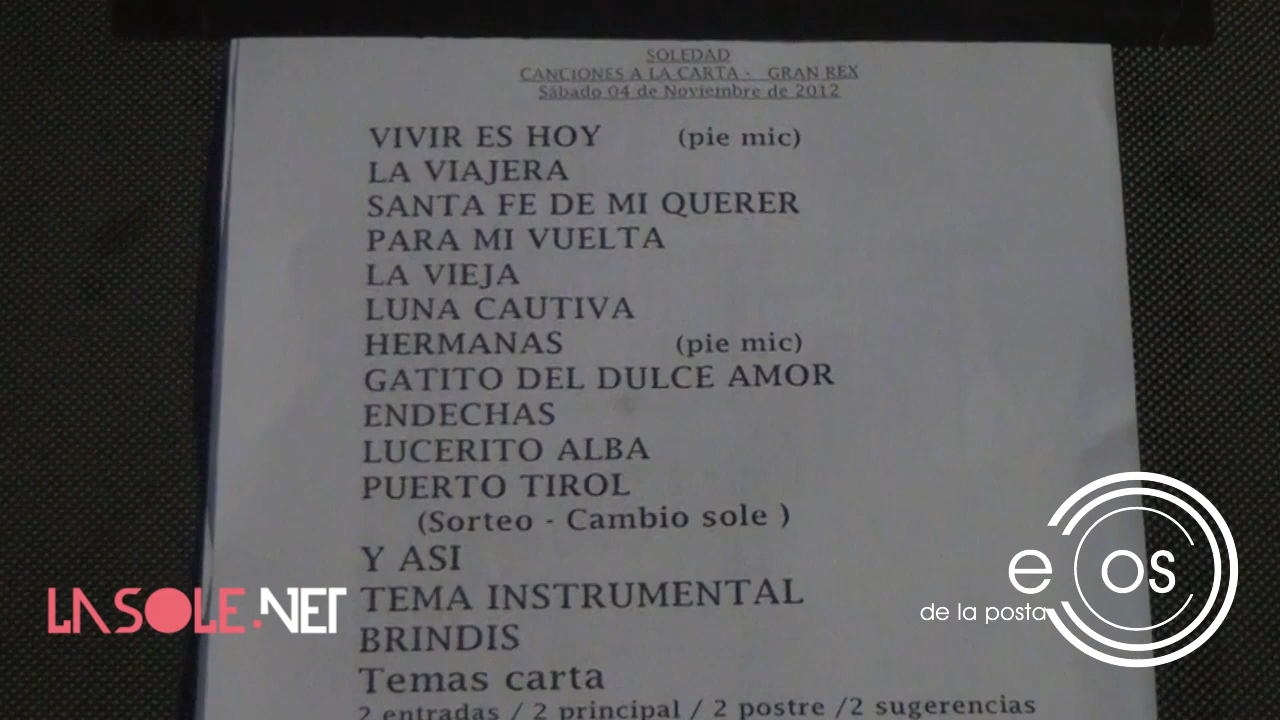 SOLEDAD
CANCIONES A LA CARTA - GRAN REX
Sábado 04 de Noviembre de 2012
VIVIR ES HOY (pie mic)
LA VIAJERA
SANTA FE DE MI QUERER
PARA MI VUELTA
LA VIEJA
LUNA CAUTIVA
HERMANAS (pie mic)
GATITO DEL DULCE AMOR
ENDECHAS
LUCERITO ALBA
PUERTO TIROL
(Sorteo - Cambio sole )
Y ASI
TEMA INSTRUMENTAL
BRINDIS
Temas carta
2 entradas / 2 principal / 2 postre /2 sugerencias
LASOLE.NET
ecos
de la posta